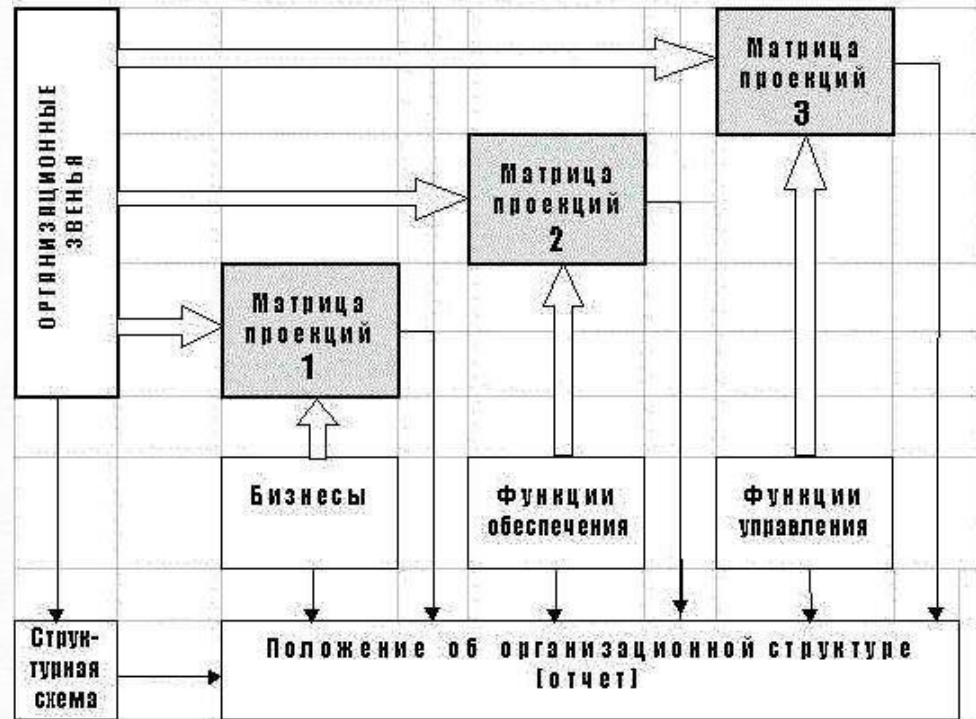 ОРГАНИЗАЦИОННЫЕ
ЗВЕНЬЯ
Матрица
проекций
3
Матрица
проекций
2
Матрица
проекций
1
Бизнесы
Функции
обеспечения
Функции
управления
Струк-
турная
схема
Положение об организационной структуре
(отчет)